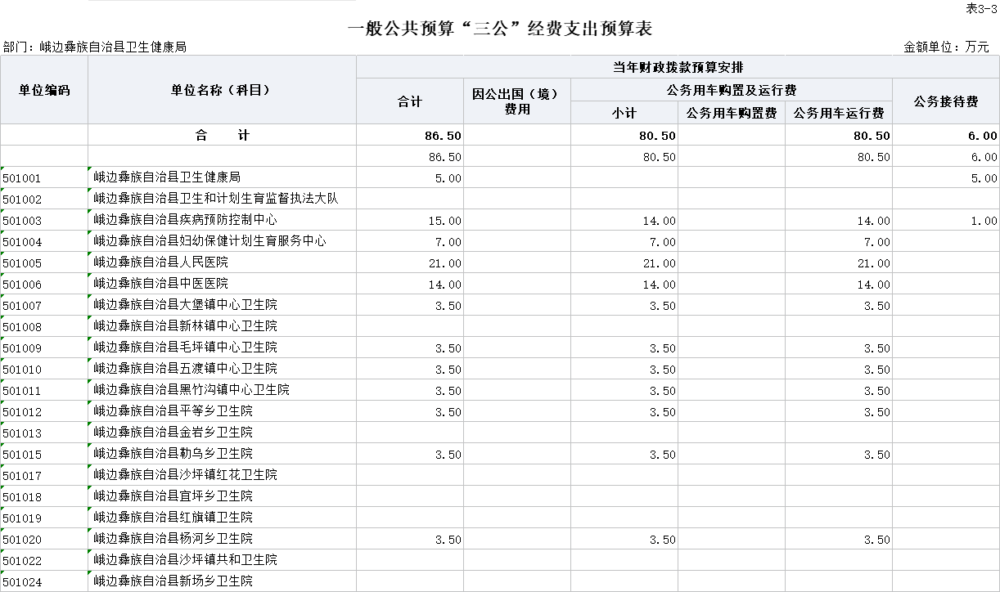 表3-3
一般公共预算“三公”经费支出预算表
部门：峨边彝族自治县卫生健康局 金额单位：万元
单位编码 单位名称（科目） 当年财政拨款预算安排
合计 因公出国（境）费用 公务用车购置及运行费 公务接待费
小计 公务用车购置费 公务用车运行费
合 计 86.50 80.50 80.50 6.00
86.50 80.50 80.50 6.00
501001 峨边彝族自治县卫生健康局 5.00 5.00
501002 峨边彝族自治县卫生和计划生育监督执法大队
501003 峨边彝族自治县疾病预防控制中心 15.00 14.00 14.00 1.00
501004 峨边彝族自治县妇幼保健计划生育服务中心 7.00 7.00 7.00
501005 峨边彝族自治县人民医院 21.00 21.00 21.00
501006 峨边彝族自治县中医医院 14.00 14.00 14.00
501007 峨边彝族自治县大堡镇中心卫生院 3.50 3.50 3.50
501008 峨边彝族自治县新林镇中心卫生院
501009 峨边彝族自治县毛坪镇中心卫生院 3.50 3.50 3.50
501010 峨边彝族自治县五渡镇中心卫生院 3.50 3.50 3.50
501011 峨边彝族自治县黑竹沟镇中心卫生院 3.50 3.50 3.50
501012 峨边彝族自治县平等乡卫生院 3.50 3.50 3.50
501013 峨边彝族自治县金岩乡卫生院
501015 峨边彝族自治县勒乌乡卫生院 3.50 3.50 3.50
501017 峨边彝族自治县沙坪镇红花卫生院
501018 峨边彝族自治县宜坪乡卫生院
501019 峨边彝族自治县红旗镇卫生院
501020 峨边彝族自治县杨河乡卫生院 3.50 3.50 3.50
501022 峨边彝族自治县沙坪镇共和卫生院
501024 峨边彝族自治县新场乡卫生院